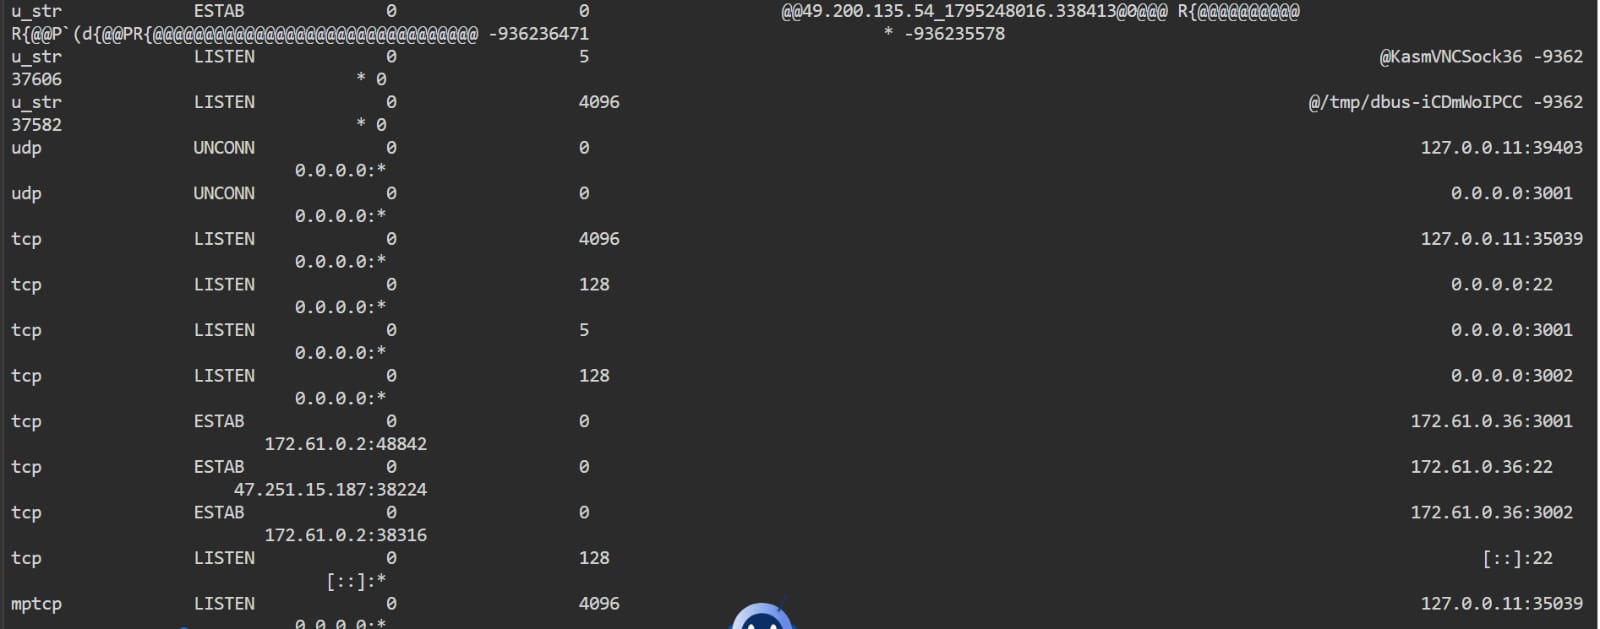 u_str ESTAB 0 0 @@49.200.135.54_1795248016.338413@0@@@ R{@@@@@@@@@@
R{@@P`(d{@@PR{@@@@@@@@@@@@@@@@@@@@@@@@@@@@@@@@ -936236471 * -936235578
u_str LISTEN 0 5 @KasmVNCSock36 -9362
37606 * 0
u_str LISTEN 0 4096 @/tmp/dbus-iCDmWoIPCC -9362
37582 * 0
udp UNCONN 0 0 127.0.0.11:39403
0.0.0.0:*
udp UNCONN 0 0 0.0.0.0:3001
0.0.0.0:*
tcp LISTEN 0 4096 127.0.0.11:35039
0.0.0.0:*
tcp LISTEN 0 128 0.0.0.0:22
0.0.0.0:*
tcp LISTEN 0 5 0.0.0.0:3001
0.0.0.0:*
tcp LISTEN 0 128 0.0.0.0:3002
0.0.0.0:*
tcp ESTAB 0 0 172.61.0.36:3001
172.61.0.2:48842
tcp ESTAB 0 0 172.61.0.36:22
47.251.15.187:38224
tcp ESTAB 0 0 172.61.0.36:3002
172.61.0.2:38316
tcp LISTEN 0 128 [::]:22
[::]:*
mptcp LISTEN 0 4096 127.0.0.11:35039
0.0.0.0:*